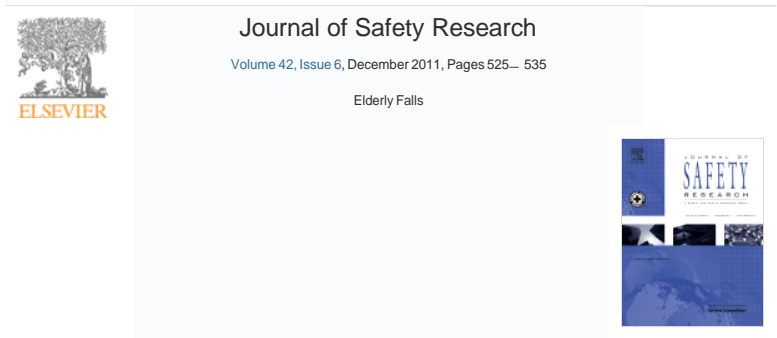 Journal of Safety Research
Volume 42, Issue 6, December 2011, Pages 525– 535
Elderly Falls
ELSEVIER
JOURNAL OF
SAFETY
RESEARCH